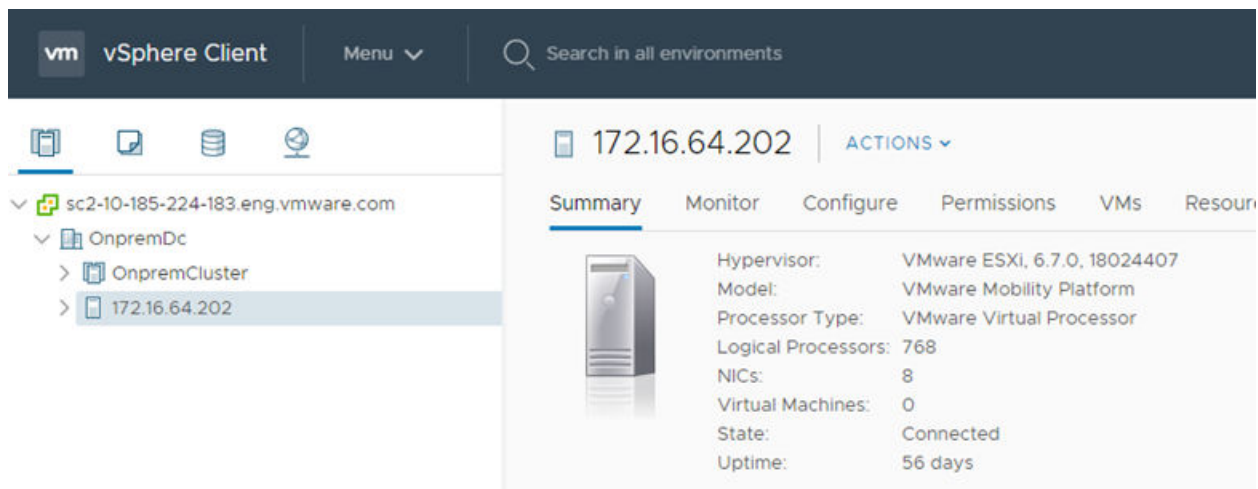 vm vSphere Client Menu Search in all environments
172.16.64.202 ACTIONS
sc2-10-185-224-183.eng.vmware.com
OnpremDc
OnpremCluster
172.16.64.202
Summary Monitor Configure Permissions VMs Resour
Hypervisor: VMware ESXi, 6.7.0, 18024407
Model: VMware Mobility Platform
Processor Type: VMware Virtual Processor
Logical Processors: 768
NICs: 8
Virtual Machines: 0
State: Connected
Uptime: 56 days